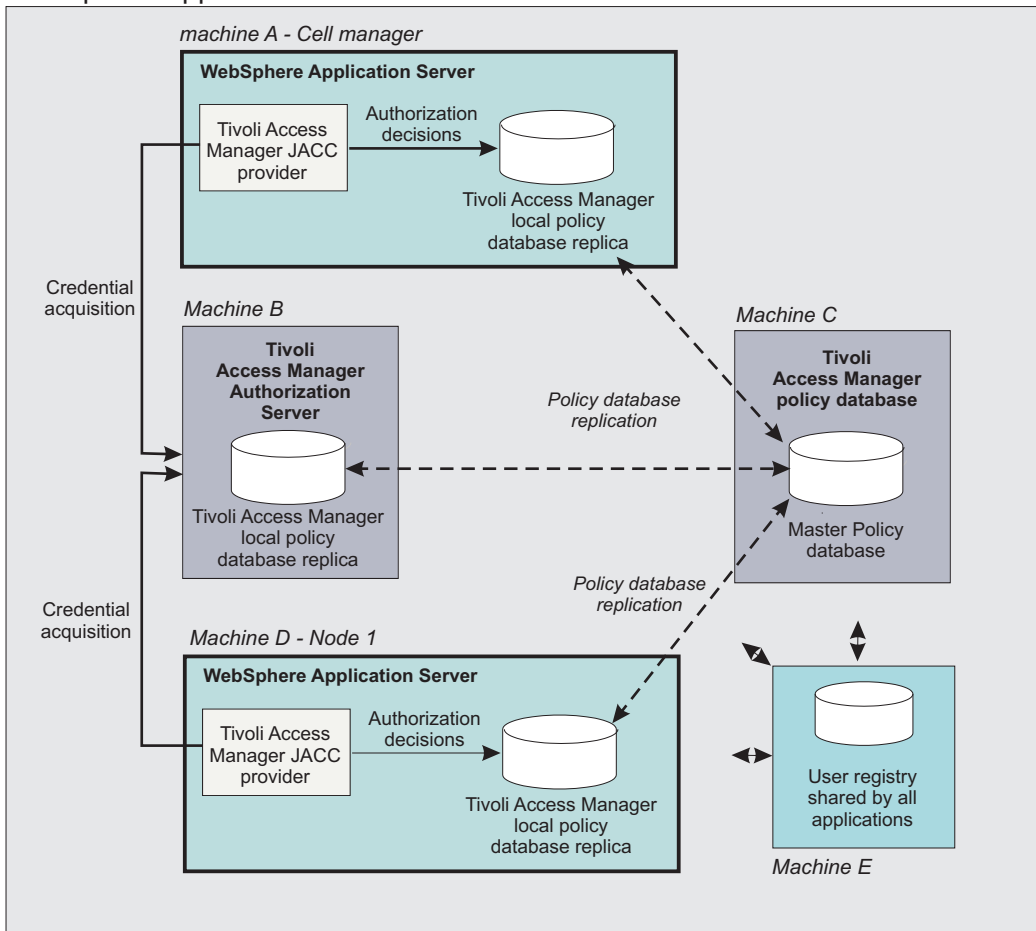 machine A - Cell manager
WebSphere Application Server
Tivoli Access
Manager JACC
provider
Authorization
decisions
Tivoli Access Manager
local policy
database replica
Credential
acquisition
Machine B
Tivoli
Access Manager
Authorization
Server
Tivoli Access Manager
local policy
database replica
Policy database
replication
Machine C
Tivoli
Access Manager
policy database
Master Policy
database
Policy database
replication
Credential
acquisition
Machine D - Node 1
WebSphere Application Server
Tivoli Access
Manager JACC
provider
Authorization
decisions
Tivoli Access Manager
local policy
database replica
User registry
shared by all
applications
Machine E